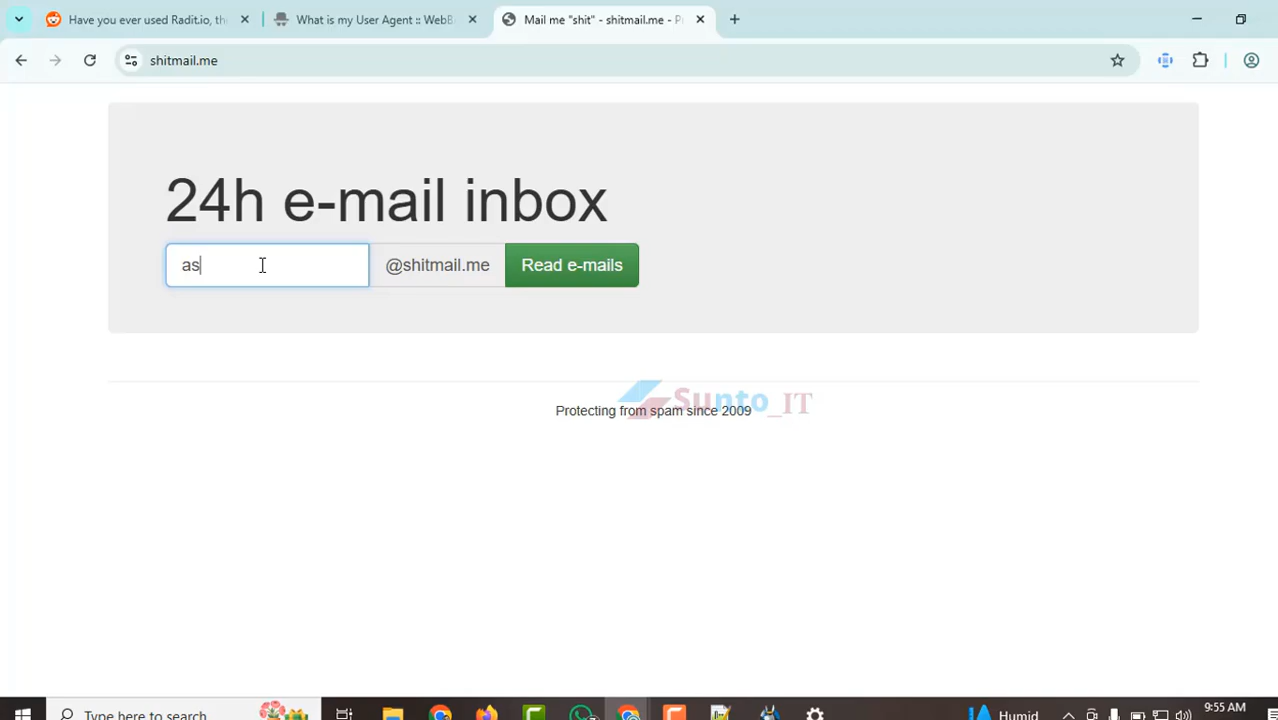 Have you ever used Radit.io, th
What is my User Agent :: WebB
Mail me "shit" - shitmail.me - P
shitmail.me
24h e-mail inbox
as
@shitmail.me
Read e-mails
Sunto_IT
Protecting from spam since 2009
Type here to search
Humid
9:55 AM